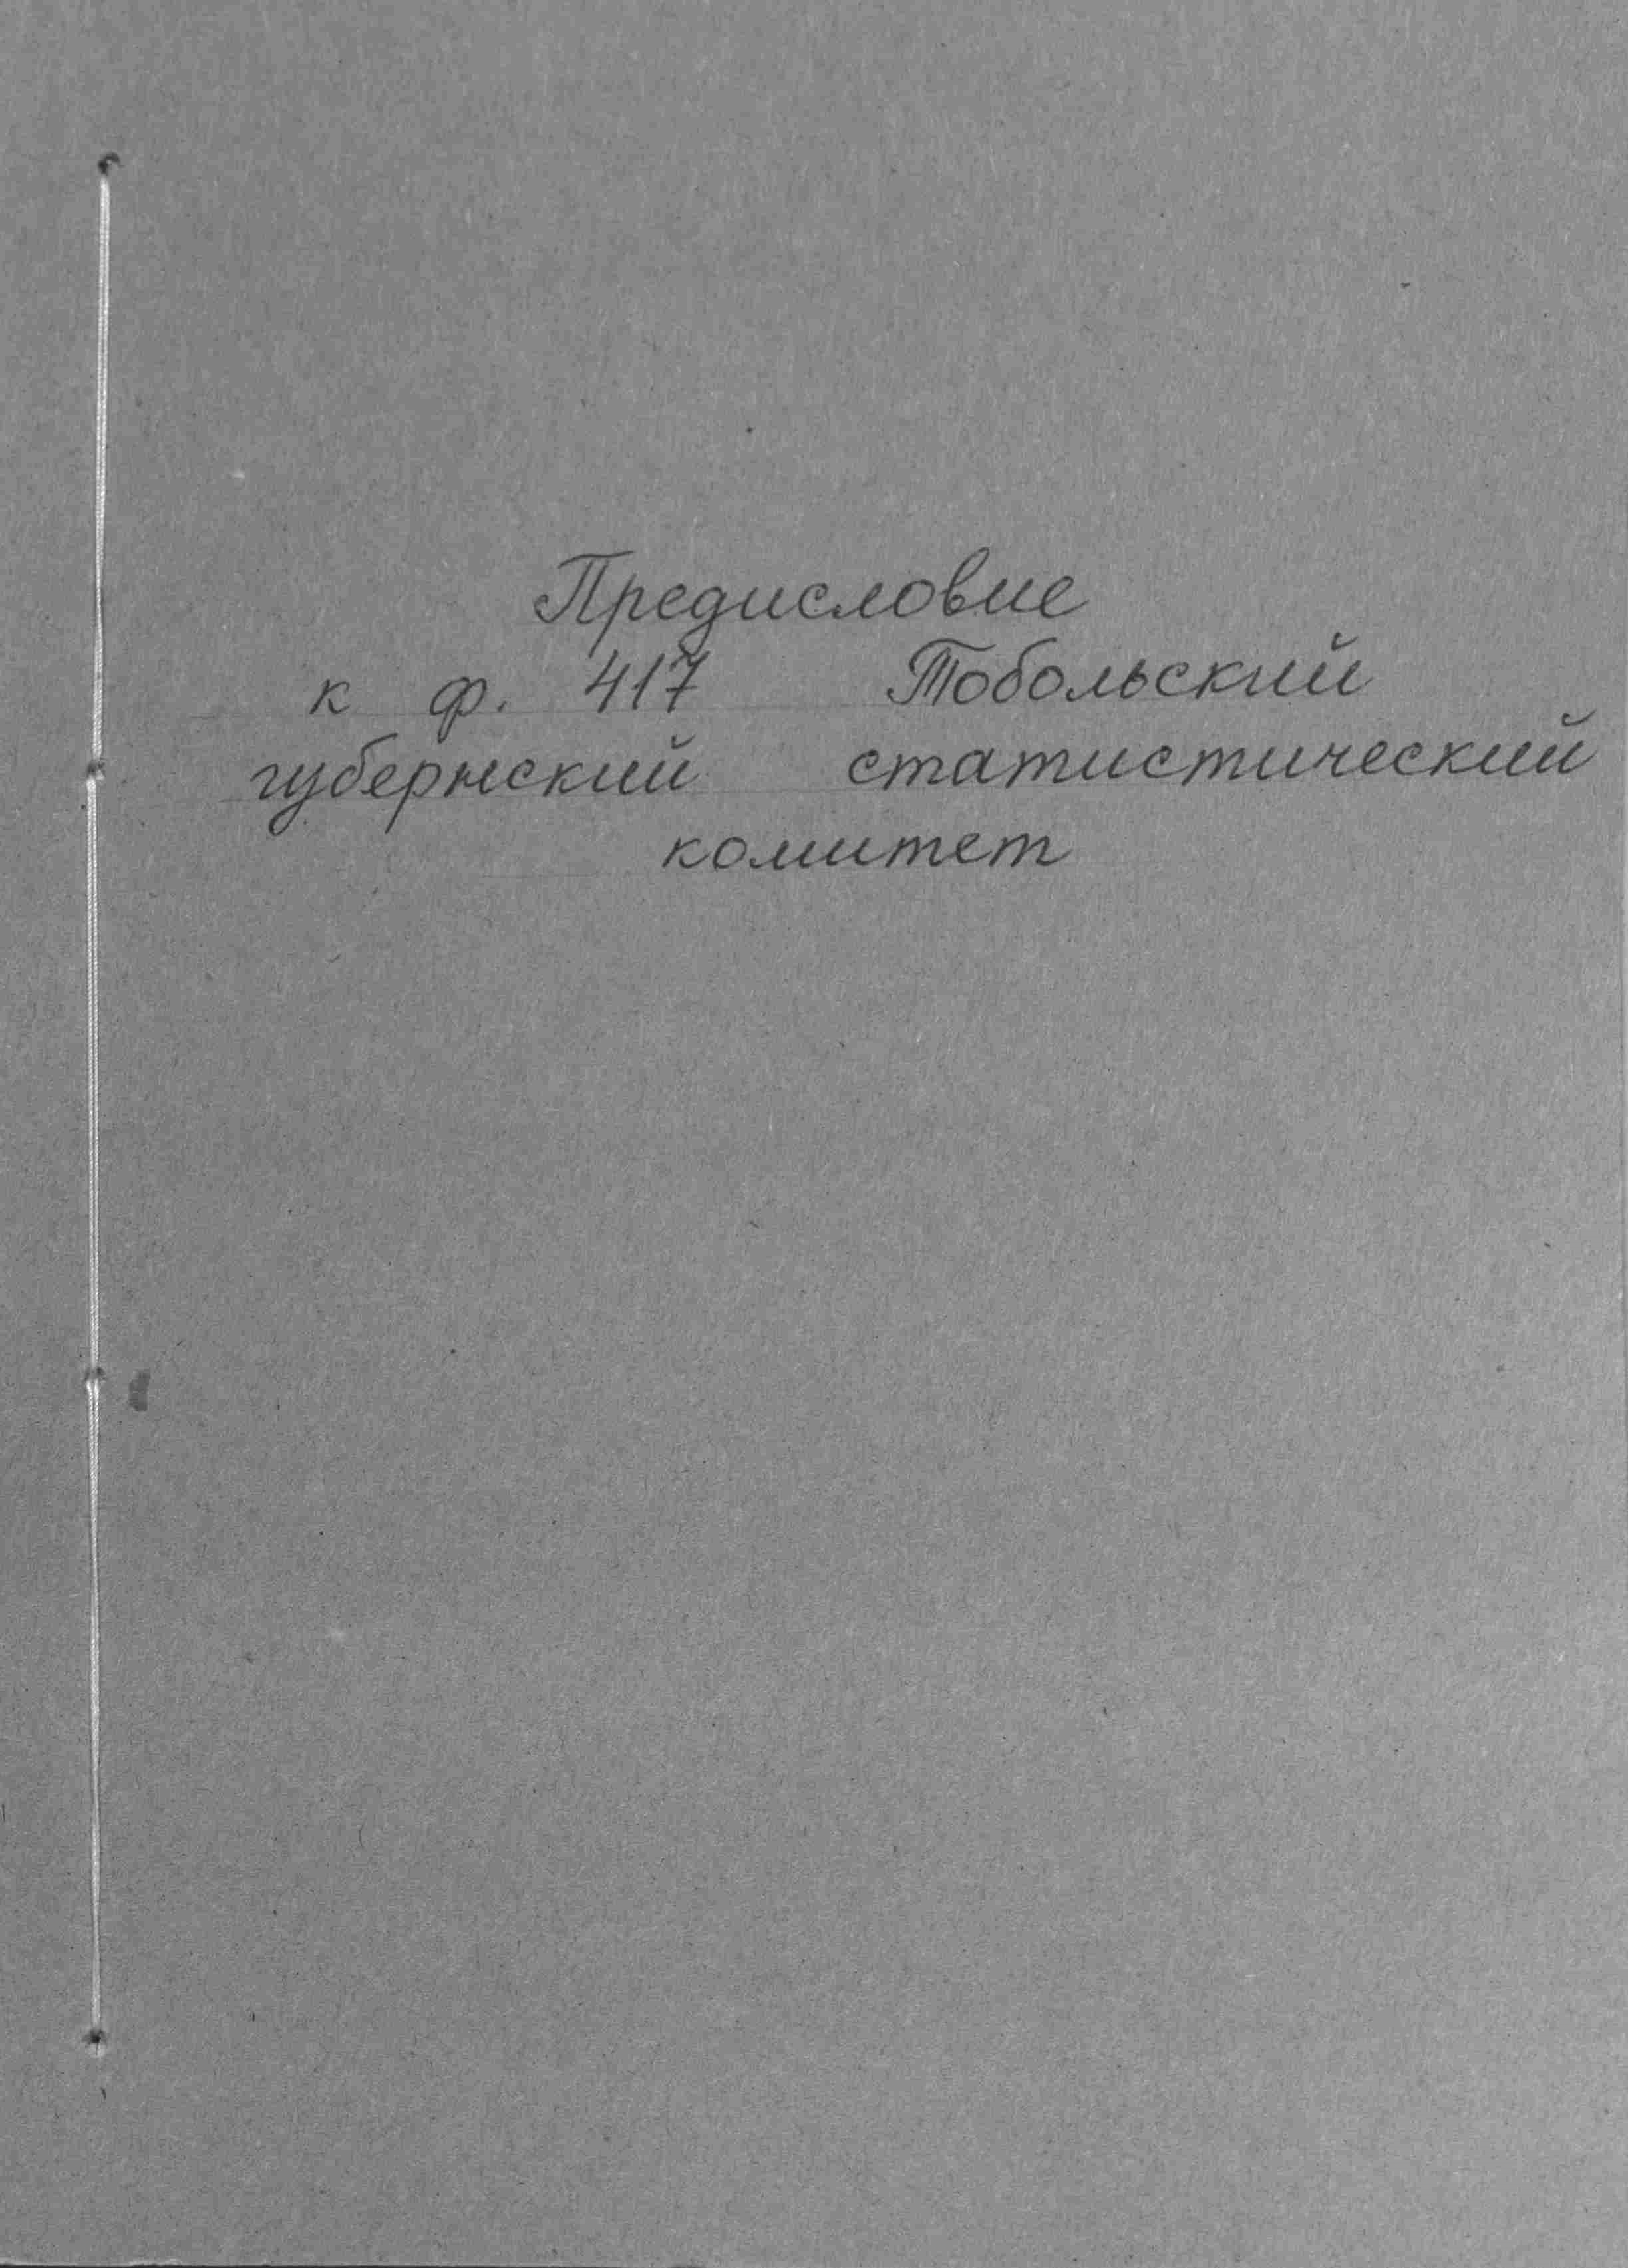 Предисловие
к ф. 417 Тобольский
губернский статистический
комитет